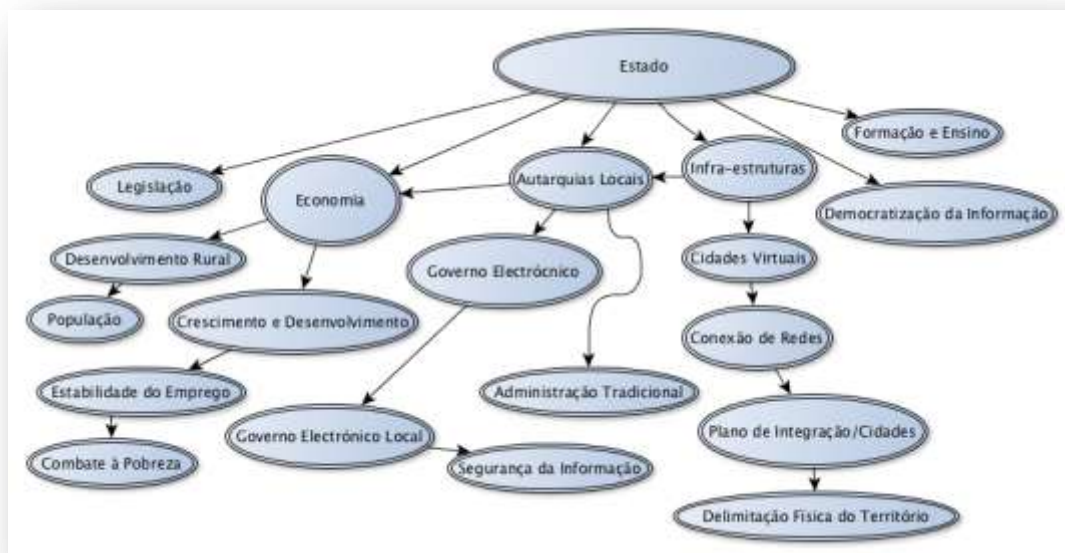 Estado
Formação e Ensino
Legislação
Economia
Autarquias Locais
Infra-estruturas
Democratização da Informação
Desenvolvimento Rural
Governo Electrócnico
Cidades Virtuais
População
Crescimento e Desenvolvimento
Conexão de Redes
Estabilidade do Emprego
Administração Tradicional
Governo Electrónico Local
Plano de Integração/Cidades
Combate à Pobreza
Segurança da Informação
Delimitação Física do Território